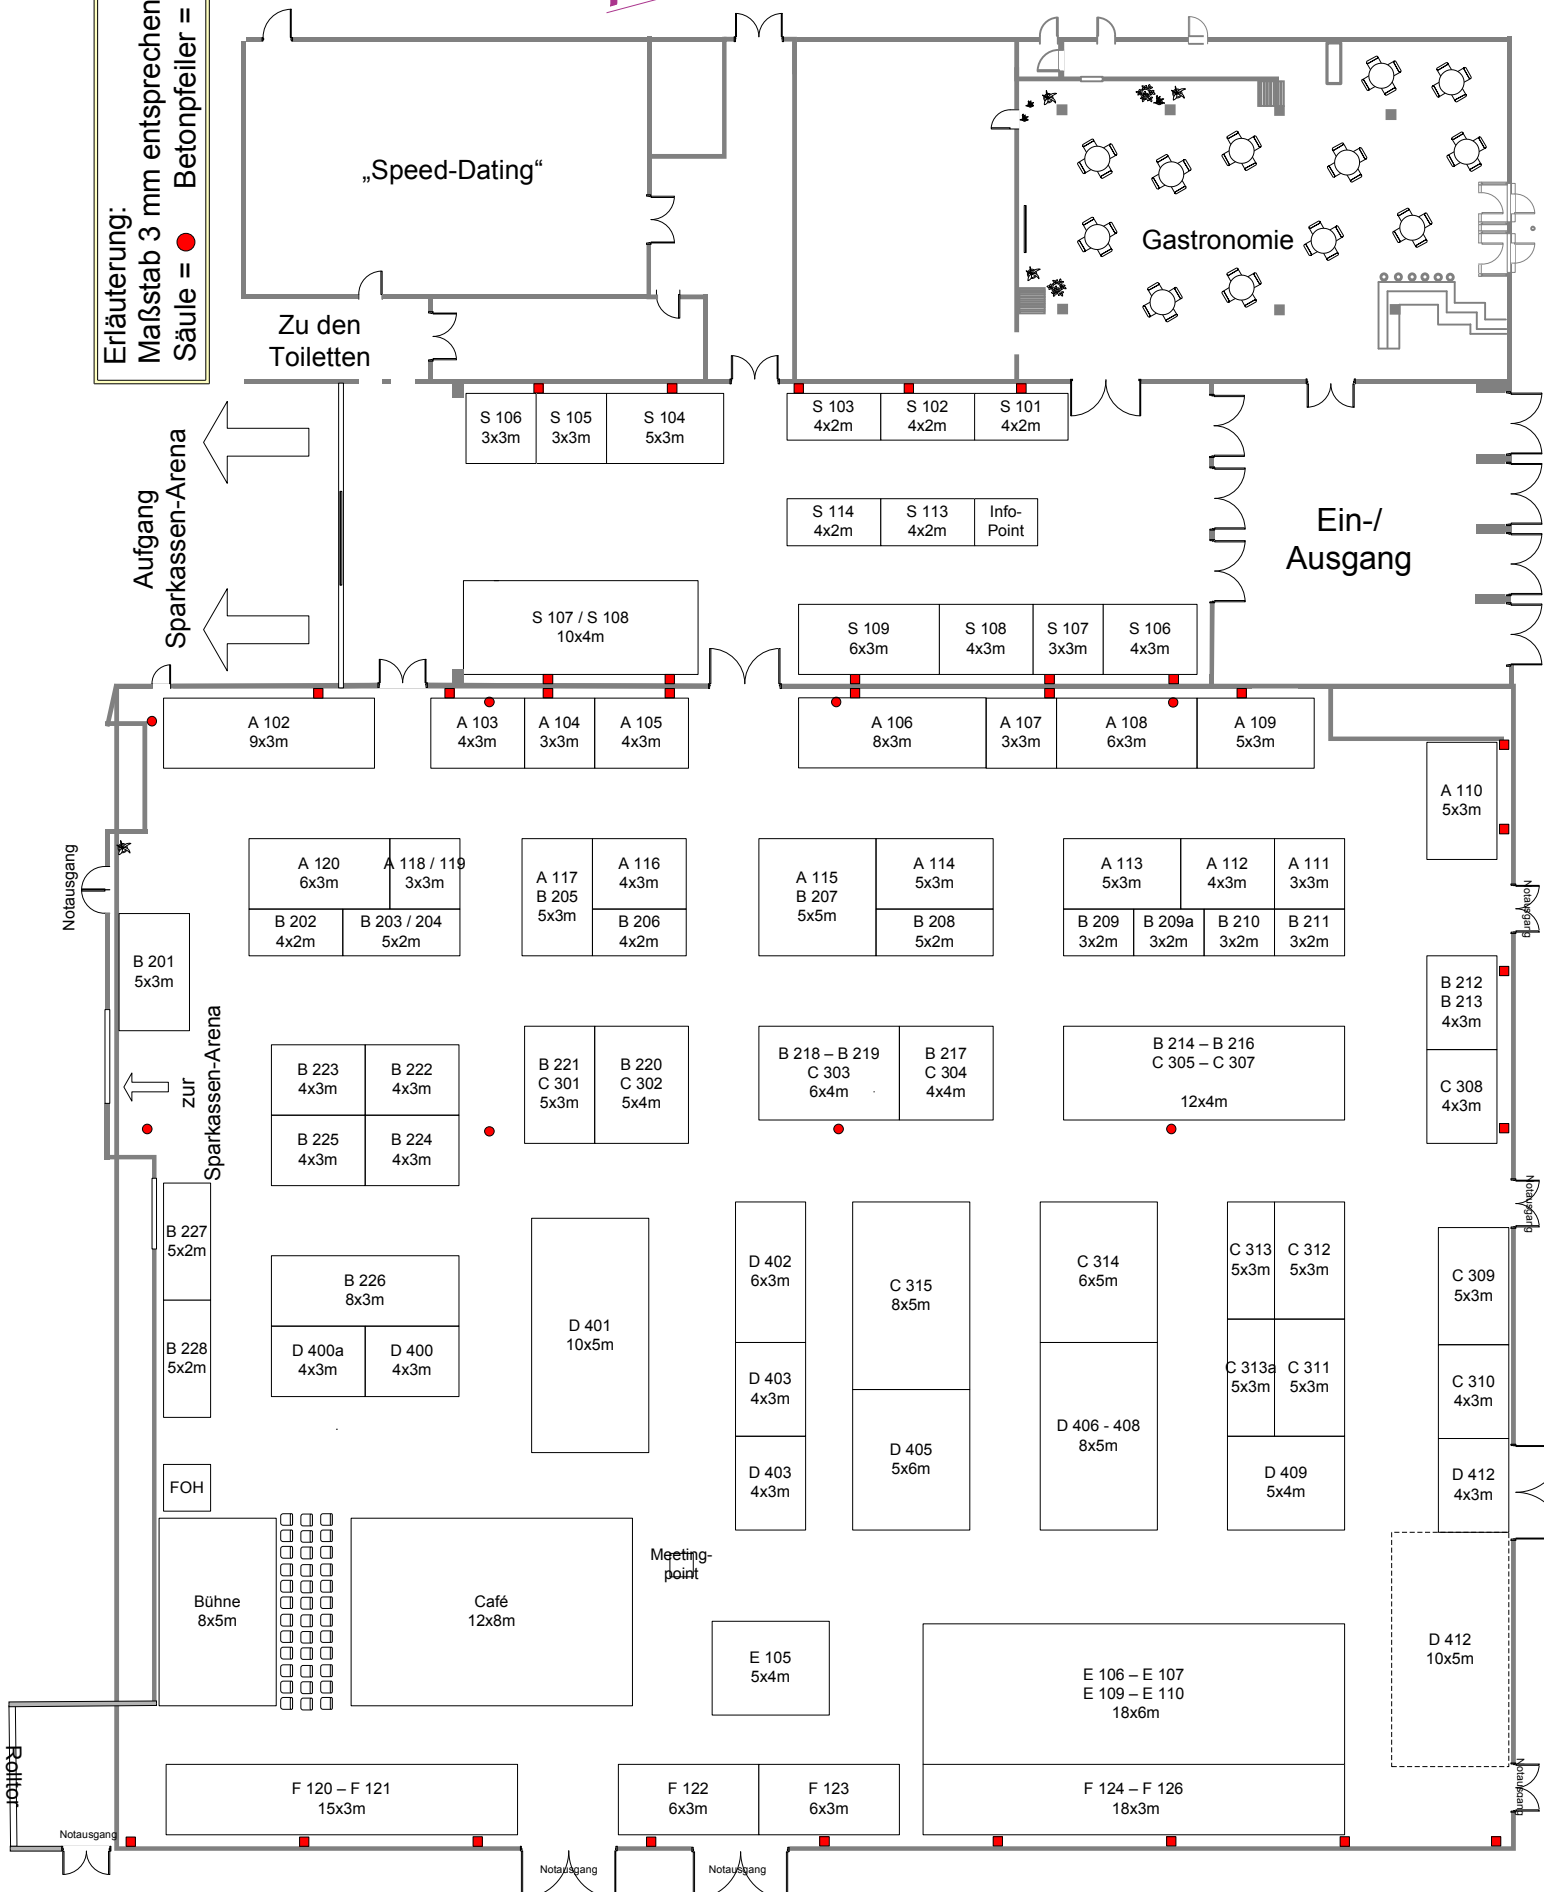 Erläuterung:
Maßstab 3 mm entsprechen
Säule = Betonpfeiler =
„Speed-Dating“
Gastronomie
Zu den
Toiletten
Aufgang
Sparkassen-Arena
S 106
3x3m
S 105
3x3m
S 104
5x3m
S 103
4x2m
S 102
4x2m
S 101
4x2m
S 114
4x2m
S 113
4x2m
Info-
Point
Ein-/
Ausgang
S 107 / S 108
10x4m
S 109
6x3m
S 108
4x3m
S 107
3x3m
S 106
4x3m
A 102
9x3m
A 103
4x3m
A 104
3x3m
A 105
4x3m
A 106
8x3m
A 107
3x3m
A 108
6x3m
A 109
5x3m
A 110
5x3m
Notausgang
A 120
6x3m
A 118 / 119
3x3m
A 117
B 205
5x3m
A 116
4x3m
A 115
B 207
5x5m
A 114
5x3m
A 113
5x3m
A 112
4x3m
A 111
3x3m
Notausgang
B 202
4x2m
B 203 / 204
5x2m
B 206
4x2m
B 208
5x2m
B 209
3x2m
B 209a
3x2m
B 210
3x2m
B 211
3x2m
B 201
5x3m
B 212
B 213
4x3m
zur
Sparkassen-Arena
B 223
4x3m
B 222
4x3m
B 221
C 301
5x3m
B 220
C 302
5x4m
B 218 – B 219
C 303
6x4m
B 217
C 304
4x4m
B 214 – B 216
C 305 – C 307
12x4m
C 308
4x3m
B 225
4x3m
B 224
4x3m
Notausgang
B 227
5x2m
B 226
8x3m
D 401
10x5m
D 402
6x3m
C 315
8x5m
C 314
6x5m
C 313
5x3m
C 312
5x3m
C 309
5x3m
B 228
5x2m
D 400a
4x3m
D 400
4x3m
D 403
4x3m
C 313a
5x3m
C 311
5x3m
C 310
4x3m
D 406 - 408
8x5m
D 405
5x6m
D 403
4x3m
D 409
5x4m
D 412
4x3m
FOH
Meeting-
point
Bühne
8x5m
Café
12x8m
E 105
5x4m
E 106 – E 107
E 109 – E 110
18x6m
D 412
10x5m
Rolltor
F 120 – F 121
15x3m
F 122
6x3m
F 123
6x3m
F 124 – F 126
18x3m
Notausgang
Notausgang
Notausgang
Notausgang